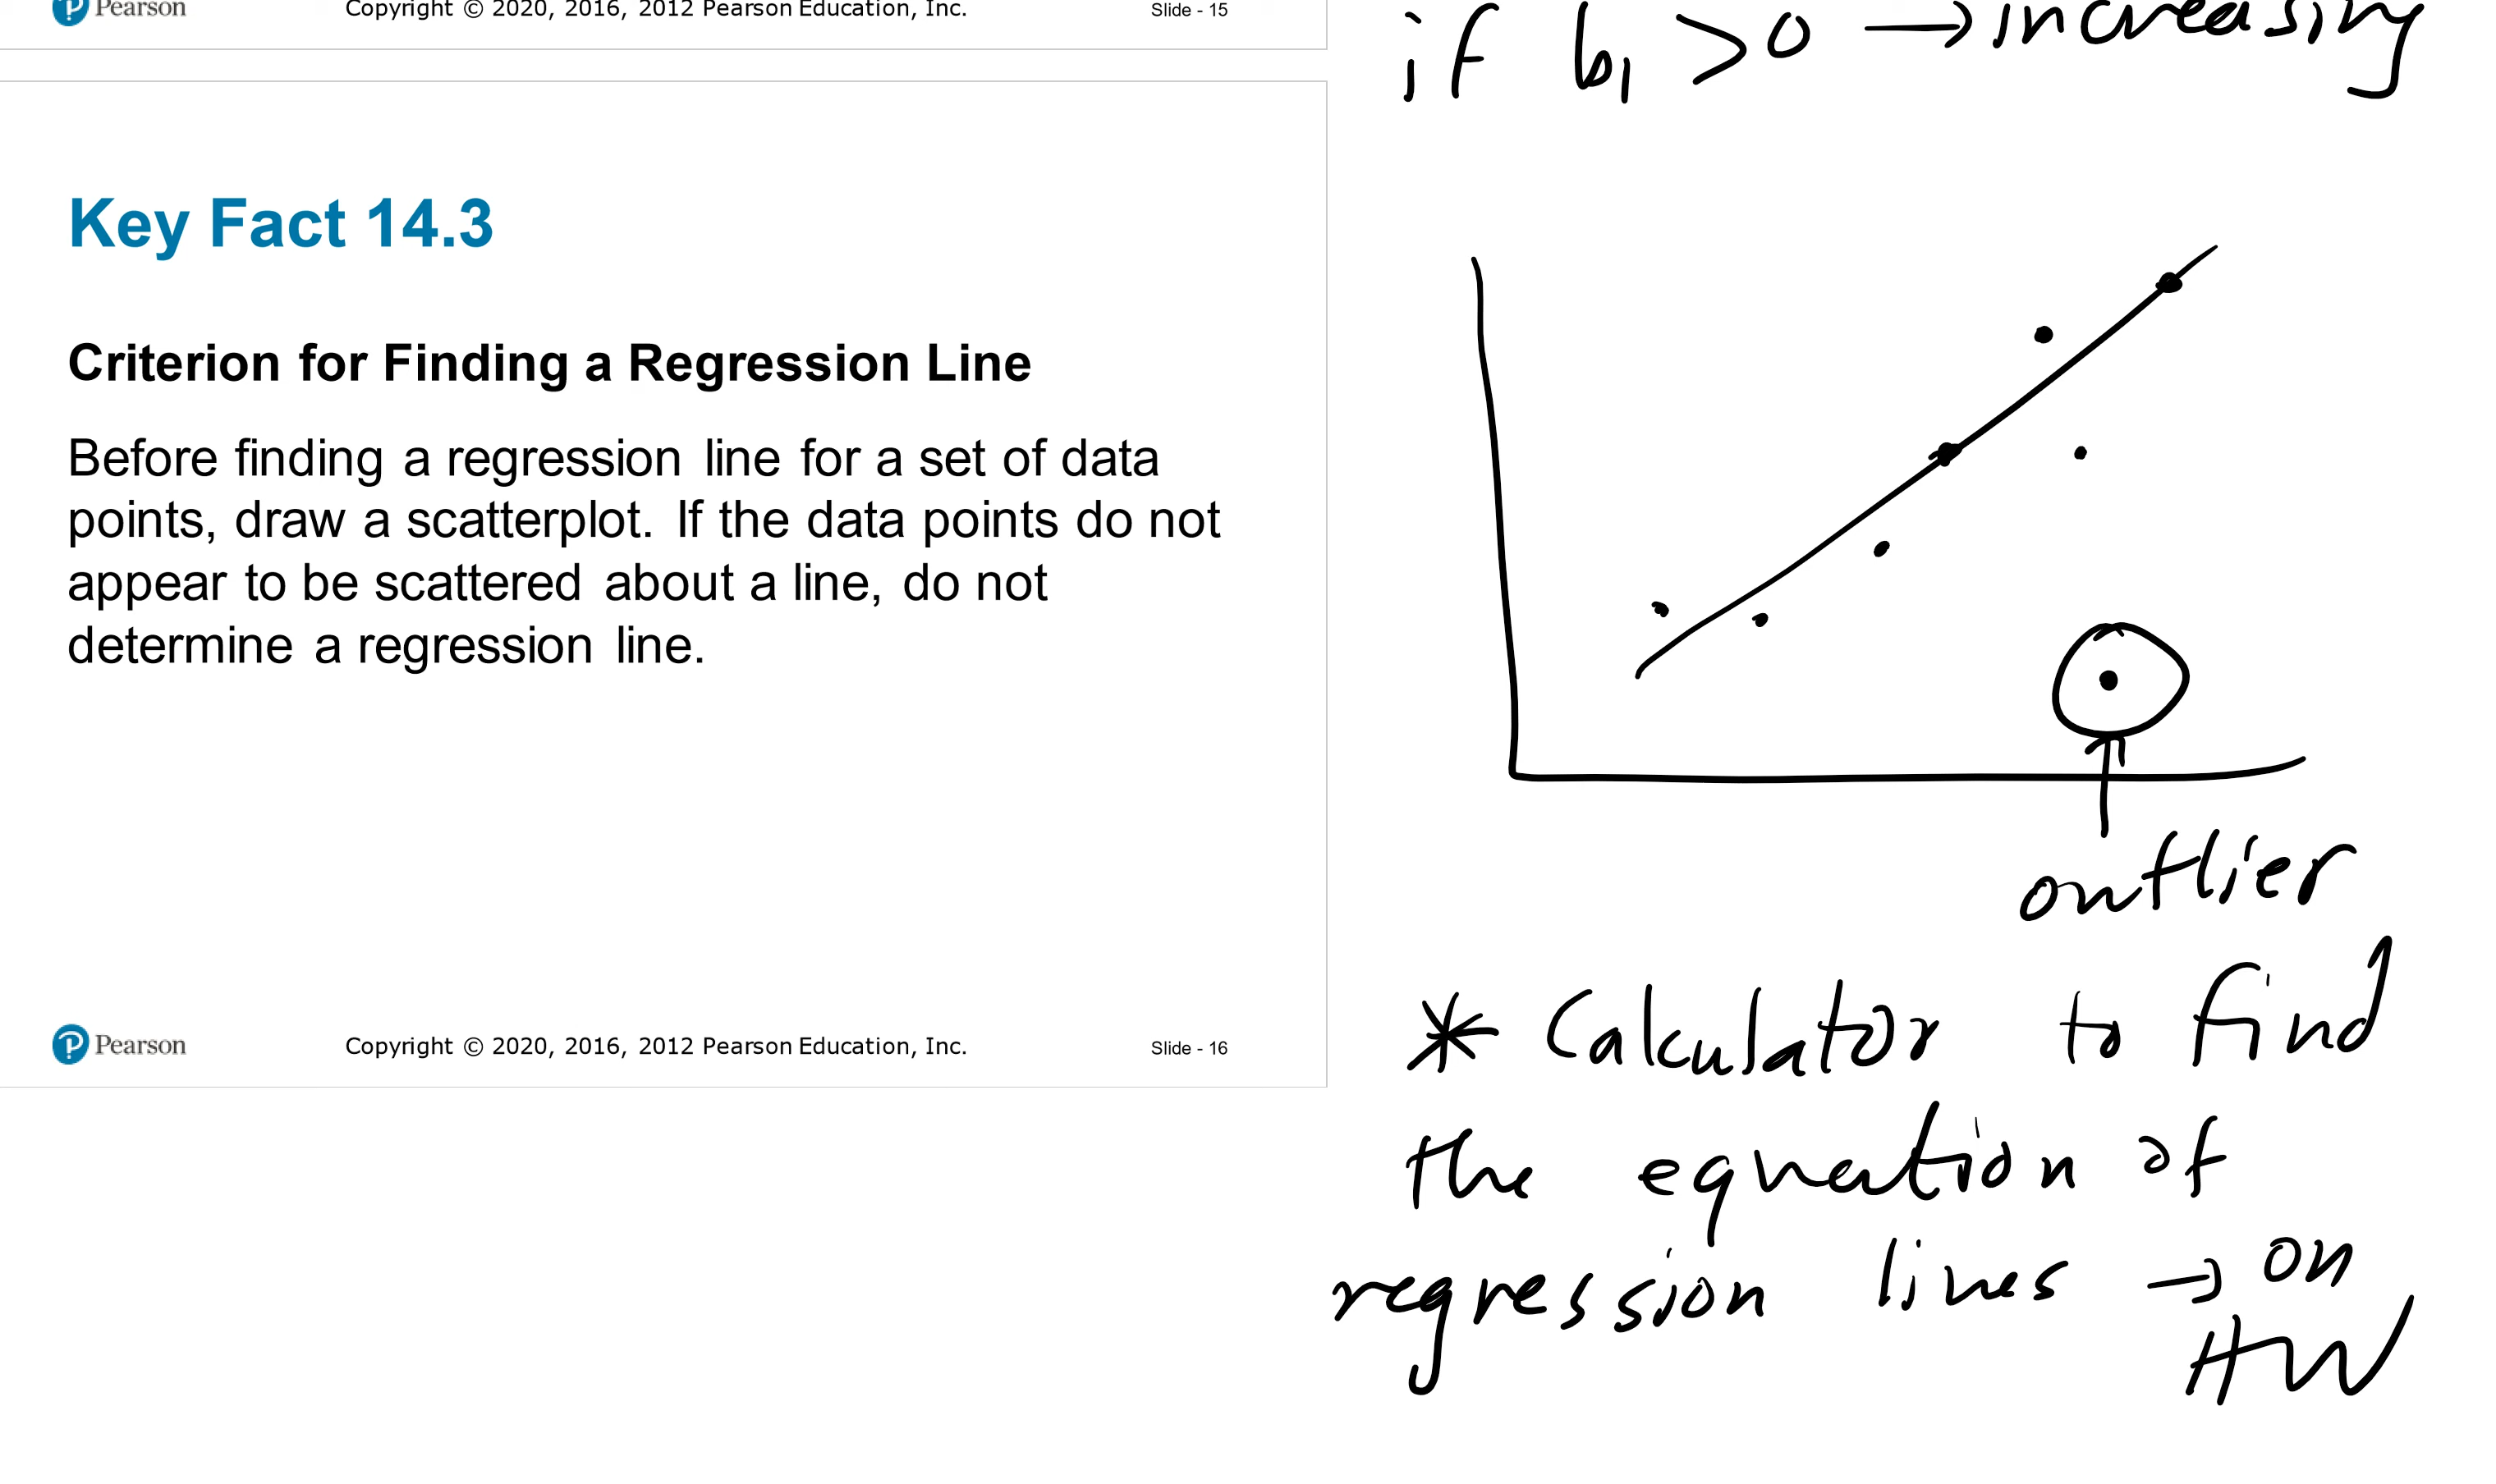 Pearson Copyright © 2020, 2016, 2012 Pearson Education, Inc. Slide - 15
if b₁ >0 → increasing
Key Fact 14.3
Criterion for Finding a Regression Line
Before finding a regression line for a set of data
points, draw a scatterplot. If the data points do not
appear to be scattered about a line, do not
determine a regression line.
Pearson Copyright © 2020, 2016, 2012 Pearson Education, Inc. Slide - 16
outlier
* Calculator to find
the equation of
regression lines → on
HW